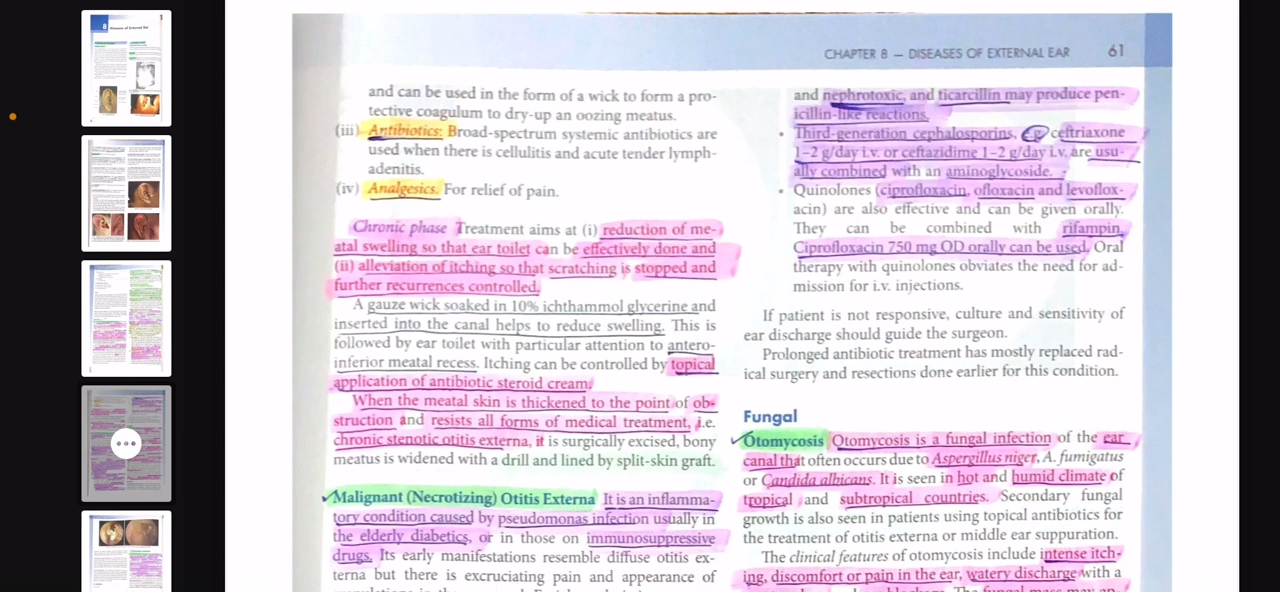 CHAPTER 8 — DISEASES OF EXTERNAL EAR 61
and can be used in the form of a wick to form a pro-
tective coagulum to dry-up an oozing meatus.
(iii) Antibiotics: Broad-spectrum systemic antibiotics are
used when there is cellulitis and acute tender lymph-
adenitis.
(iv) Analgesics. For relief of pain.
Chronic phase Treatment aims at (i) reduction of me-
atal swelling so that ear toilet can be effectively done and
(ii) alleviation of itching so that scratching is stopped and
further recurrences controlled.
A gauze wick soaked in 10% ichthammol glycerine and
inserted into the canal helps to reduce swelling. This is
followed by ear toilet with particular attention to antero-
inferior meatal recess. Itching can be controlled by topical
application of antibiotic steroid cream.
When the meatal skin is thickened to the point of ob-
struction and resists all forms of medical treatment, i.e.
chronic stenotic otitis externa, it is surgically excised, bony
meatus is widened with a drill and lined by split-skin graft.
Malignant (Necrotizing) Otitis Externa It is an inflamma-
tory condition caused by pseudomonas infection usually in
the elderly diabetics, or in those on immunosuppressive
drugs. Its early manifestations resemble diffuse otitis ex-
terna but there is excruciating pain and appearance of
and nephrotoxic, and ticarcillin may produce pen-
icillin-like reactions.
• Third-generation cephalosporins, e.g. ceftriaxone
1–2 g/day i.v. or ceftazidime 1–2 g/day i.v. are usu-
ally combined with an aminoglycoside.
• Quinolones (ciprofloxacin, ofloxacin and levoflox-
acin) are also effective and can be given orally.
They can be combined with rifampin.
Ciprofloxacin 750 mg OD orally can be used. Oral
therapy with quinolones obviates the need for ad-
mission for i.v. injections.
If patient is not responsive, culture and sensitivity of
ear discharge should guide the surgeon.
Prolonged antibiotic treatment has mostly replaced rad-
ical surgery and resections done earlier for this condition.
Fungal
Otomycosis Otomycosis is a fungal infection of the ear
canal that often occurs due to Aspergillus niger, A. fumigatus
or Candida albicans. It is seen in hot and humid climate of
tropical and subtropical countries. Secondary fungal
growth is also seen in patients using topical antibiotics for
the treatment of otitis externa or middle ear suppuration.
The clinical features of otomycosis include intense itch-
ing, discomfort or pain in the ear, watery discharge with a